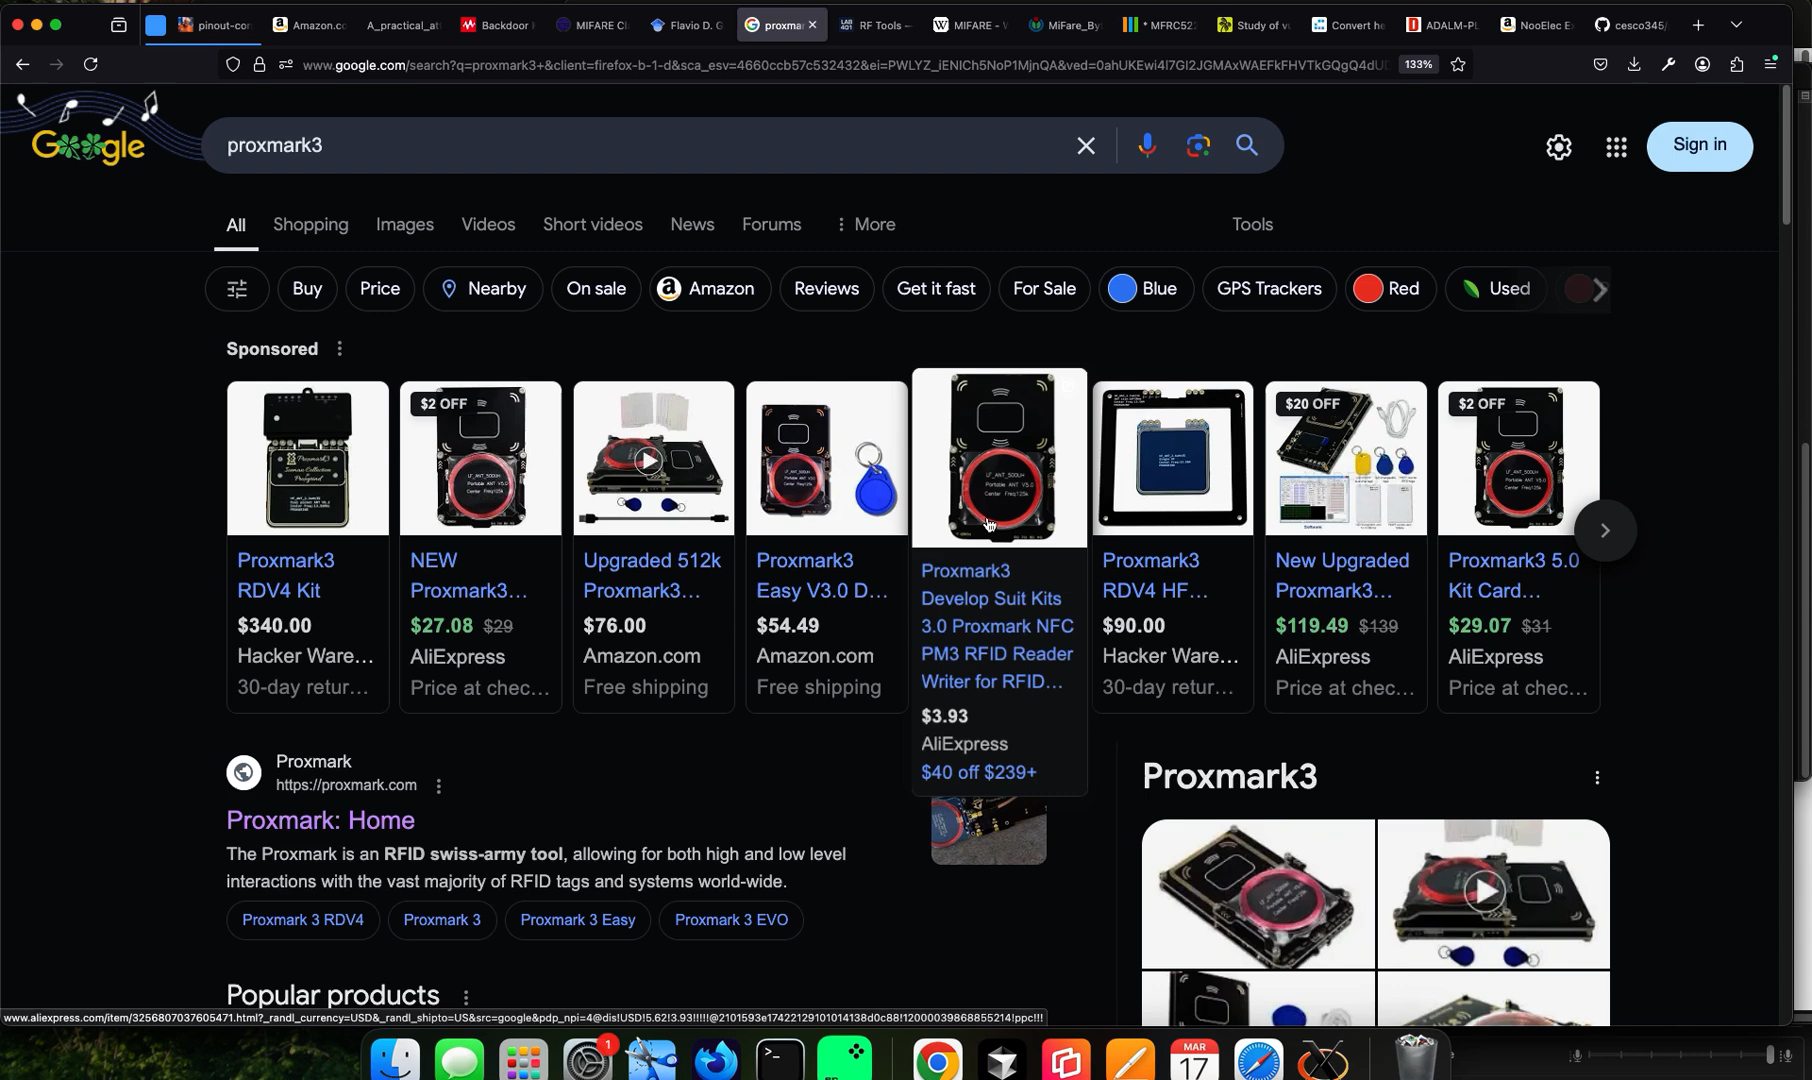 pinout-con
Amazon.co
A_practical_at
Backdoor
MIFARE Cl
Flavio D. G
proxma
RF Tools –
MIFARE - W
MiFare_By
* MFRC522
Study of vu
Convert he
ADALM-PL
NooElec E
cesco345/
www.google.com/search?q=proxmark3+&client=firefox-b-1-d&sca_esv=4660ccb57c532432&ei=PWLYZ_iENICh5NoP1MjnQA&ved=0ahUKEwi4l7Gl2JGMAxWAEFkFHVTkGQgQ4dU
133%
Google
proxmark3
Sign in
All
Shopping
Images
Videos
Short videos
News
Forums
More
Tools
Buy
Price
Nearby
On sale
Amazon
Reviews
Get it fast
For Sale
Blue
GPS Trackers
Red
Used
Sponsored
Proxmark3
RDV4 Kit
$340.00
Hacker Ware...
30-day retur...
$2 OFF
NEW
Proxmark3...
$27.08 $29
AliExpress
Price at chec...
Upgraded 512k
Proxmark3...
$76.00
Amazon.com
Free shipping
Proxmark3
Easy V3.0 D...
$54.49
Amazon.com
Free shipping
Proxmark3
Develop Suit Kits
3.0 Proxmark NFC
PM3 RFID Reader
Writer for RFID...
$3.93
AliExpress
$40 off $239+
Proxmark3
RDV4 HF...
$90.00
Hacker Ware...
30-day retur...
$20 OFF
New Upgraded
Proxmark3...
$119.49 $139
AliExpress
Price at chec...
$2 OFF
Proxmark3 5.0
Kit Card...
$29.07 $31
AliExpress
Price at chec...
Proxmark
https://proxmark.com
Proxmark: Home
The Proxmark is an RFID swiss-army tool, allowing for both high and low level
interactions with the vast majority of RFID tags and systems world-wide.
Proxmark 3 RDV4
Proxmark 3
Proxmark 3 Easy
Proxmark 3 EVO
Proxmark3
Popular products
www.aliexpress.com/item/3256807037605471.html?_randl_currency=USD&_randl_shipto=US&src=google&pdp_npi=4@dis!USD!5.62!3.93!!!!!@2101593e17422129101014138d0c88!12000039868855214!ppc!!!
1
MAR
17